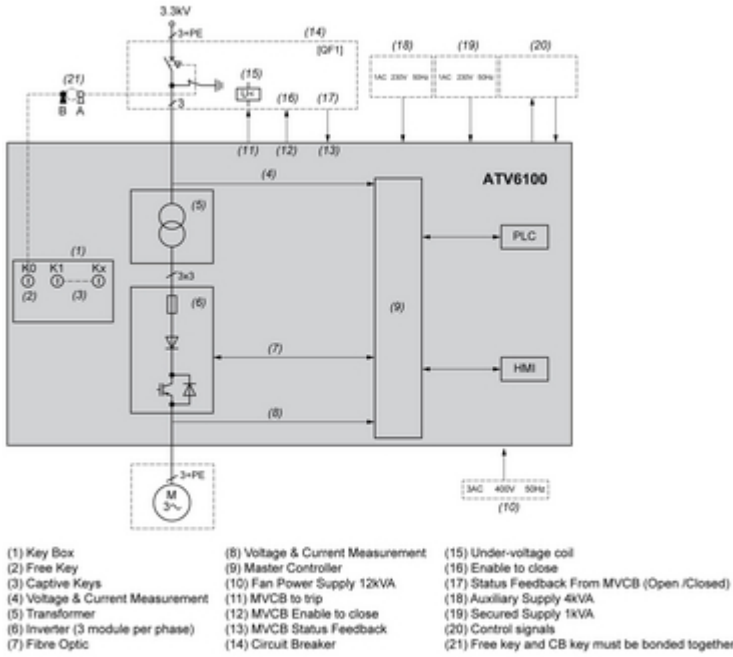 3.3kV
3+PE
(14)
[QF1]
(18)
(19)
(20)
(15)
1AC 230V 50Hz
1AC 230V 50Hz
(21)
U<
(16)
(17)
B A
3
(11)
(12)
(13)
(4)
ATV6100
(5)
PLC
(1)
K0 K1 Kx
(2) (3)
3x3
(6)
(9)
(7)
HMI
(8)
3+PE
M
3~
3AC 400V 50Hz
(10)
(1) Key Box
(2) Free Key
(3) Captive Keys
(4) Voltage & Current Measurement
(5) Transformer
(6) Inverter (3 module per phase)
(7) Fibre Optic
(8) Voltage & Current Measurement
(9) Master Controller
(10) Fan Power Supply 12kVA
(11) MVCB to trip
(12) MVCB Enable to close
(13) MVCB Status Feedback
(14) Circuit Breaker
(15) Under-voltage coil
(16) Enable to close
(17) Status Feedback From MVCB (Open /Closed)
(18) Auxiliary Supply 4kVA
(19) Secured Supply 1kVA
(20) Control signals
(21) Free key and CB key must be bonded together